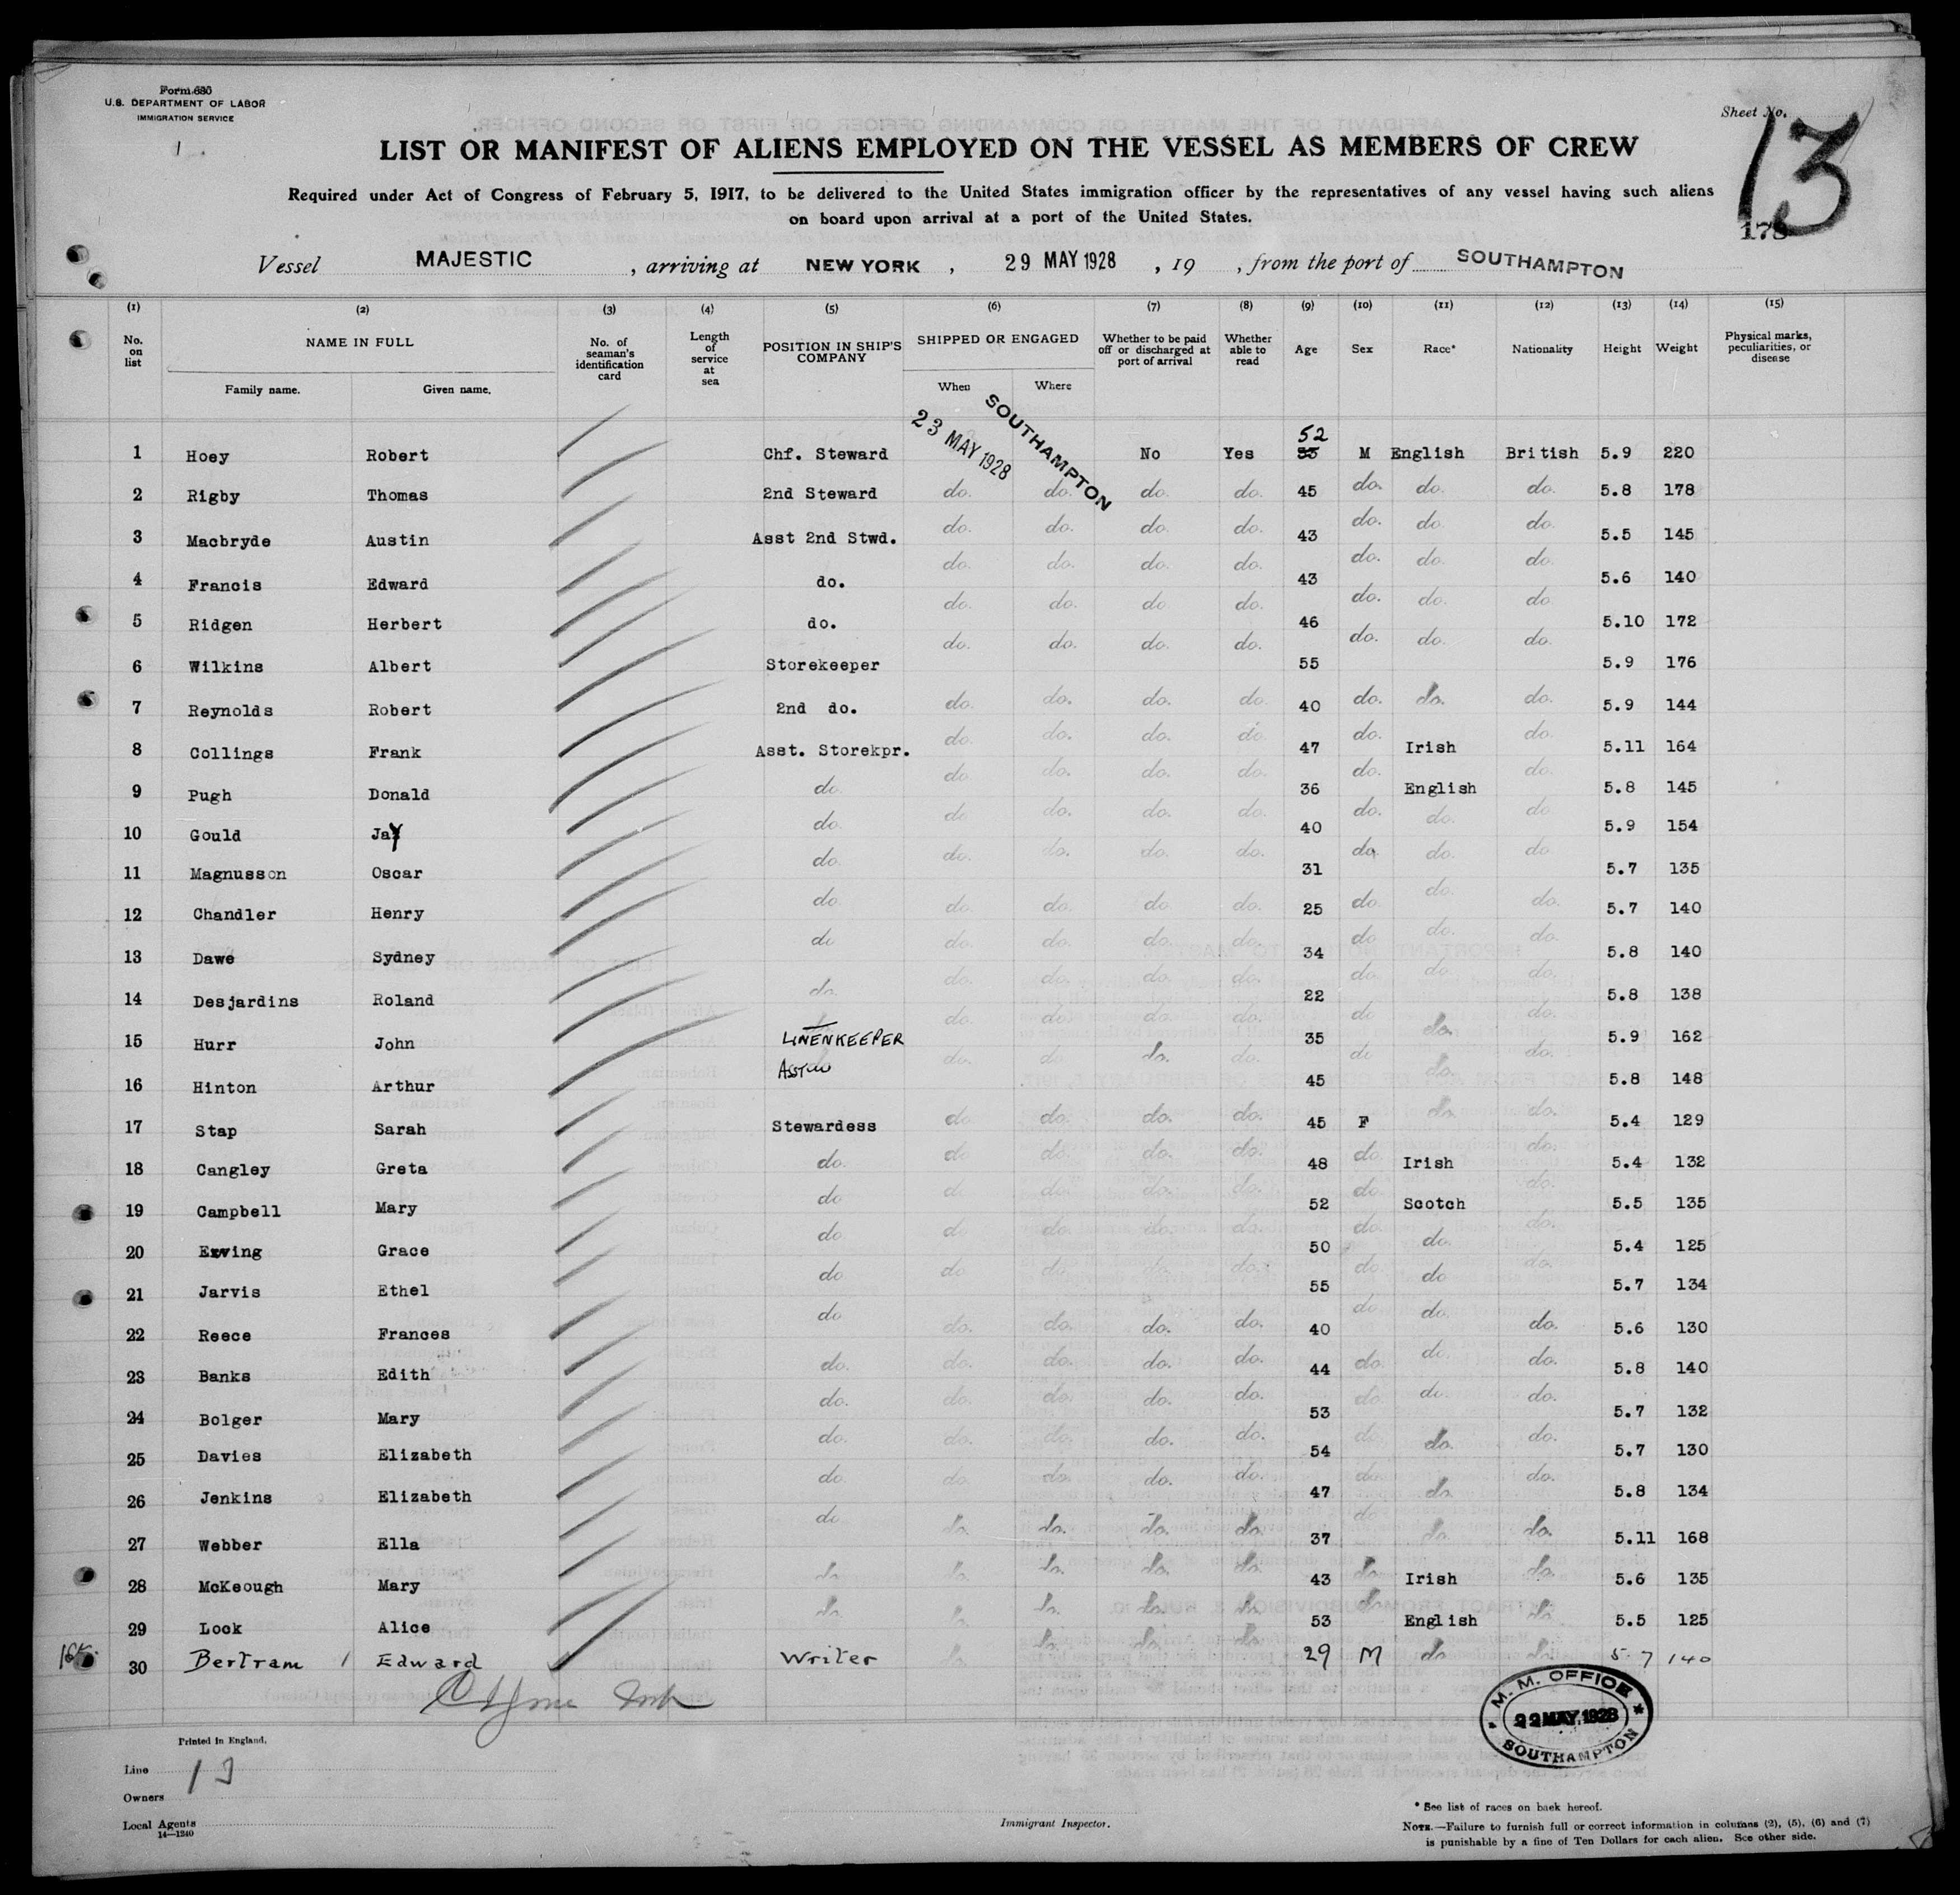 Form 680
U.S. DEPARTMENT OF LABOR
IMMIGRATION SERVICE
Sheet No. 13
178
LIST OR MANIFEST OF ALIENS EMPLOYED ON THE VESSEL AS MEMBERS OF CREW
Required under Act of Congress of February 5, 1917, to be delivered to the United States immigration officer by the representatives of any vessel having such aliens
on board upon arrival at a port of the United States.
Vessel MAJESTIC, arriving at NEW YORK, 29 MAY 1928, 19 , from the port of SOUTHAMPTON
(1) (2) (3) (4) (5) (6) (7) (8) (9) (10) (11) (12) (13) (14) (15)
No. on list NAME IN FULL No. of seaman's identification card Length of service at sea POSITION IN SHIP'S COMPANY SHIPPED OR ENGAGED Whether to be paid off or discharged at port of arrival Whether able to read Age Sex Race* Nationality Height Weight Physical marks, peculiarities, or disease
Family name. Given name. When Where
23 MAY 1928 SOUTHAMPTON
52
1 Hoey Robert Chf. Steward No Yes 55 M English British 5.9 220
2 Rigby Thomas 2nd Steward do. do. do. do. 45 do. do. do. 5.8 178
3 Macbryde Austin Asst 2nd Stwd. do. do. do. do. 43 do. do. do. 5.5 145
4 Francis Edward do. do. do. do. do. 43 do. do. do. 5.6 140
5 Ridgen Herbert do. do. do. do do. 46 do. do. do. 5.10 172
6 Wilkins Albert Storekeeper do. do. do. do. 55 do. do. do. 5.9 176
7 Reynolds Robert 2nd do. do. do. do. do. 40 do. do. do. 5.9 144
8 Collings Frank Asst. Storekpr. do. do. do. do. 47 do. Irish do. 5.11 164
9 Pugh Donald do. do. do. do. do. 36 do. English do. 5.8 145
10 Gould Jay do. do do. do. do. 40 do. do. do. 5.9 154
11 Magnusson Oscar do. do. do. do. do. 31 do. do. do. 5.7 135
12 Chandler Henry do. do. do. do. do. 25 do. do. do. 5.7 140
13 Dawe Sydney do do. do. do. do. 34 do do. do. 5.8 140
14 Desjardins Roland do. do. do. do. do. 22 do do. do. 5.8 138
15 Hurr John LINENKEEPER do. do. do. do. 35 do do. do. 5.9 162
16 Hinton Arthur Asst do do. do do. do. 45 do do. do. 5.8 148
17 Stap Sarah Stewardess do do. do. do. 45 F do. do. 5.4 129
18 Cangley Greta do. do do. do. do. 48 do. Irish do. 5.4 132
19 Campbell Mary do do do. do. do. 52 do. Scotch do. 5.5 135
20 Ewing Grace do do do. do. do. 50 do. do. do. 5.4 125
21 Jarvis Ethel do do do. do. do. 55 do. do do. 5.7 134
22 Reece Frances do do. do. do. do. 40 do. do. do. 5.6 130
23 Banks Edith do. do. do. do. do. 44 do. do. do. 5.8 140
24 Bolger Mary do. do. do. do. do. 53 do. do. do. 5.7 132
25 Davies Elizabeth do. do. do. do. do. 54 do. do. do. 5.7 130
26 Jenkins Elizabeth do. do. do. do. do. 47 do. do. do. 5.8 134
27 Webber Ella do do. do. do. do. 37 do do. do. 5.11 168
28 McKeough Mary do. do. do. do. do. 43 do. Irish do. 5.6 135
29 Lock Alice do. do. do. do. do. 53 do. English do. 5.5 125
30 Bertram Edward Writer do. do. do. do. 29 M do do. 5.7 140
M. M. OFFICE
22 MAY 1928
SOUTHAMPTON
Printed in England.
Line 13
Owners
Local Agents
14—1240
Immigrant Inspector.
* See list of races on back hereof.
NOTE.—Failure to furnish full or correct information in columns (2), (5), (6) and (7)
is punishable by a fine of Ten Dollars for each alien. See other side.